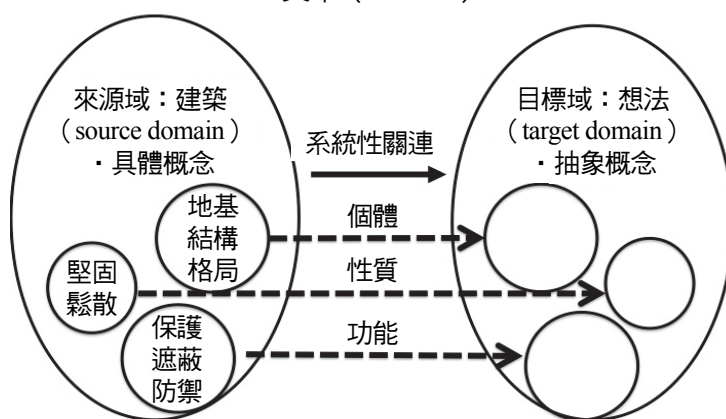 來源域：建築
（source domain）
・具體概念
地基
結構
格局
堅固
鬆散
保護
遮蔽
防禦
系統性關連
個體
性質
功能
目標域：想法
（target domain）
・抽象概念